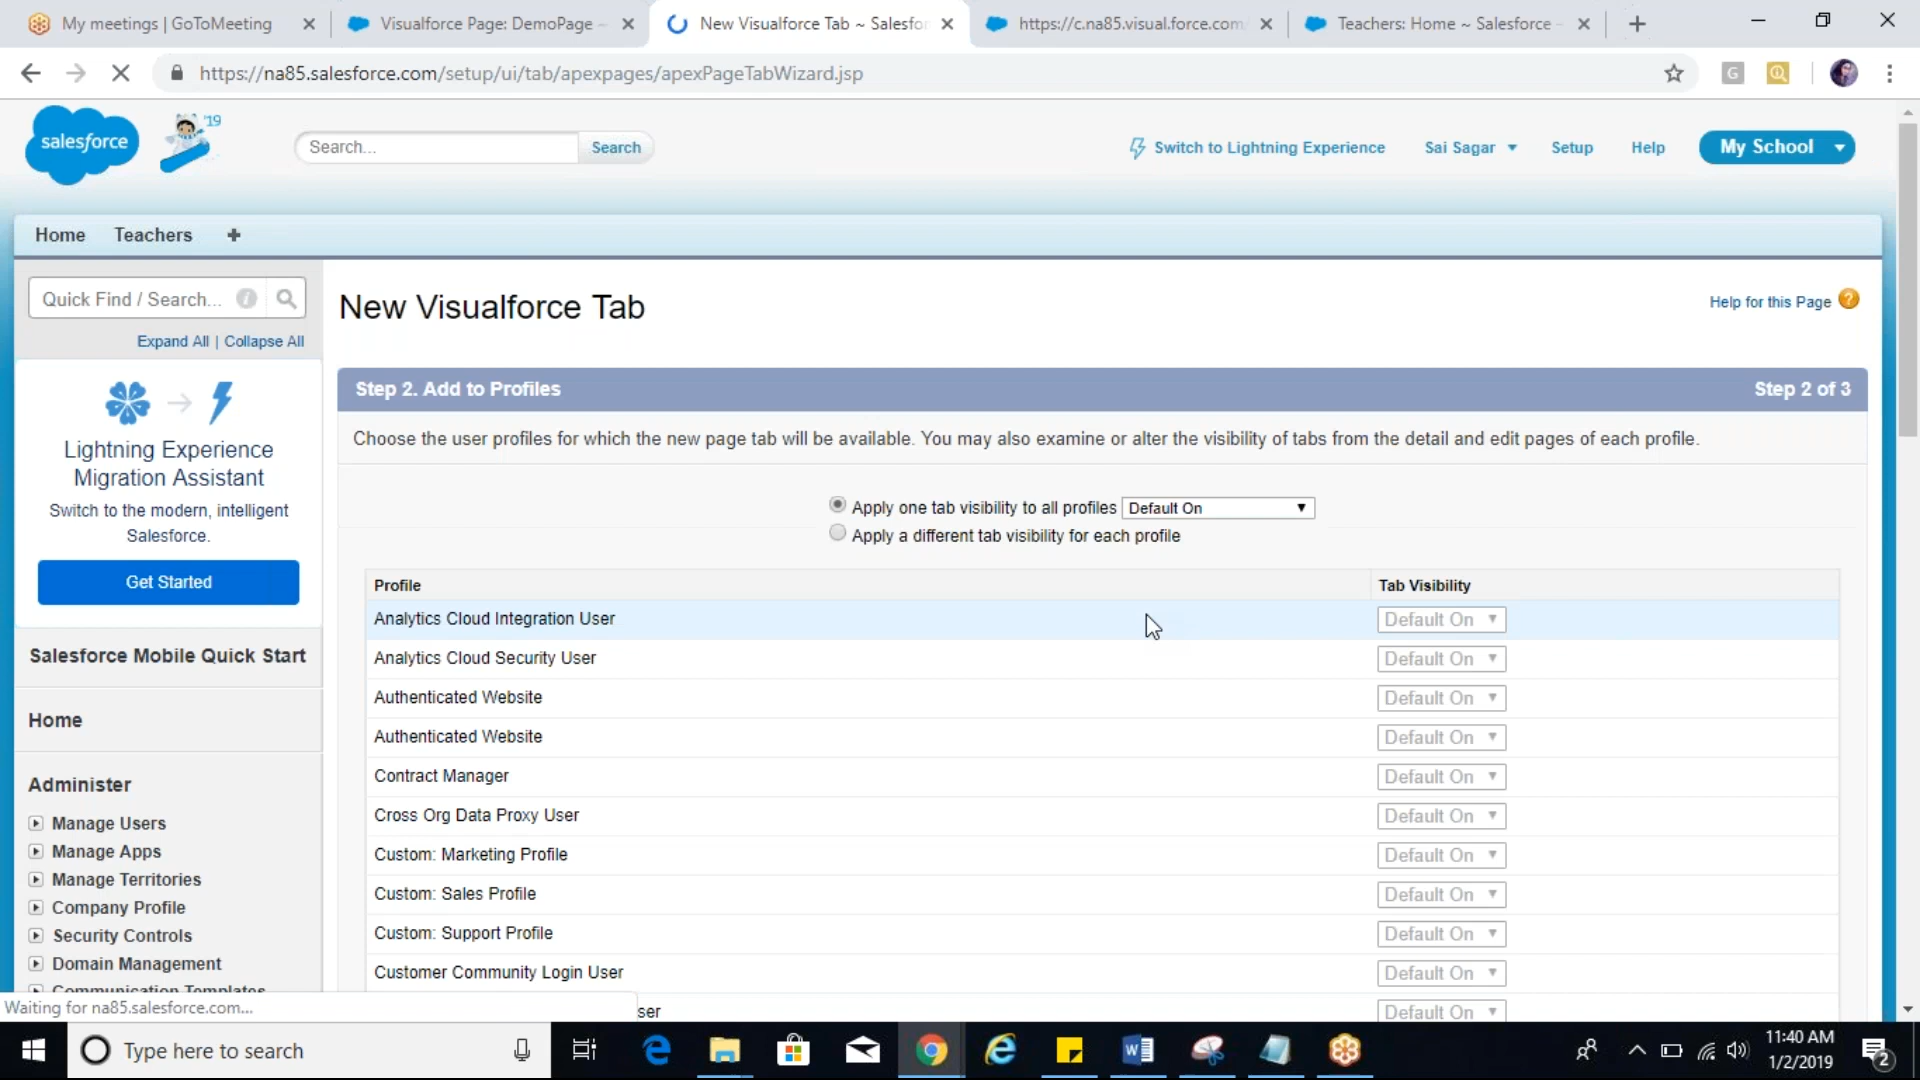 My meetings | GoToMeeting
Visualforce Page: DemoPage ~
New Visualforce Tab ~ Salesfor
https://c.na85.visual.force.com
Teachers: Home ~ Salesforce -
https://na85.salesforce.com/setup/ui/tab/apexpages/apexPageTabWizard.jsp
G
salesforce
'19
Search...
Search
Switch to Lightning Experience
Sai Sagar
Setup
Help
My School
Home
Teachers
Quick Find / Search...
Expand All | Collapse All
Lightning Experience
Migration Assistant
Switch to the modern, intelligent
Salesforce.
Get Started
Salesforce Mobile Quick Start
Home
Administer
Manage Users
Manage Apps
Manage Territories
Company Profile
Security Controls
Domain Management
Communication Templates
Waiting for na85.salesforce.com...
New Visualforce Tab
Help for this Page
Step 2. Add to Profiles
Step 2 of 3
Choose the user profiles for which the new page tab will be available. You may also examine or alter the visibility of tabs from the detail and edit pages of each profile.
Apply one tab visibility to all profiles Default On
Apply a different tab visibility for each profile
Profile Tab Visibility
Analytics Cloud Integration User Default On
Analytics Cloud Security User Default On
Authenticated Website Default On
Authenticated Website Default On
Contract Manager Default On
Cross Org Data Proxy User Default On
Custom: Marketing Profile Default On
Custom: Sales Profile Default On
Custom: Support Profile Default On
Customer Community Login User Default On
ser Default On
Type here to search
11:40 AM
1/2/2019
2